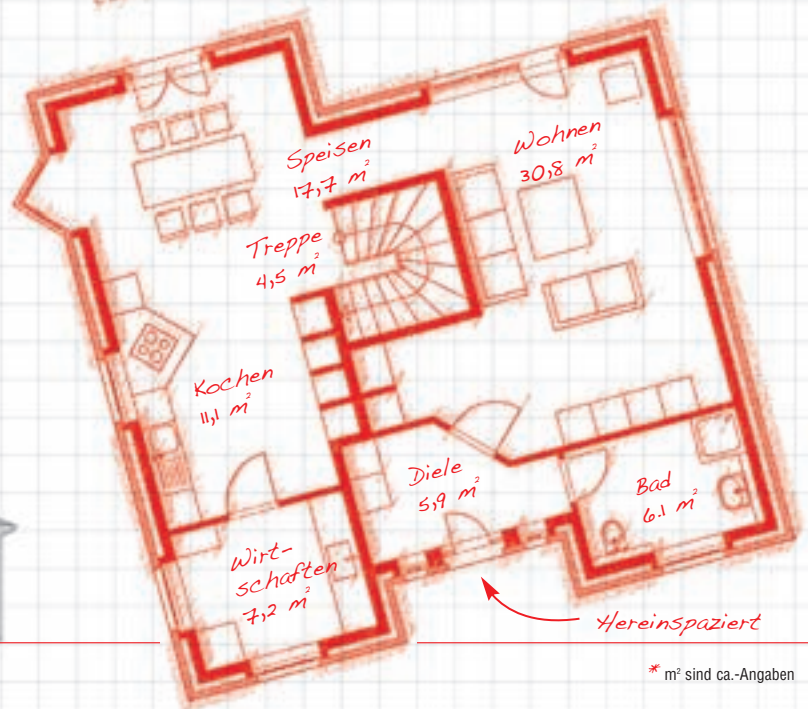 Speisen
17,7 m²
Wohnen
30,8 m²
Treppe
4,5 m²
Kochen
11,1 m²
Diele
5,9 m²
Bad
6.1 m²
Wirt-
schaften
7,2 m²
Hereinspaziert
* m² sind ca.-Angaben